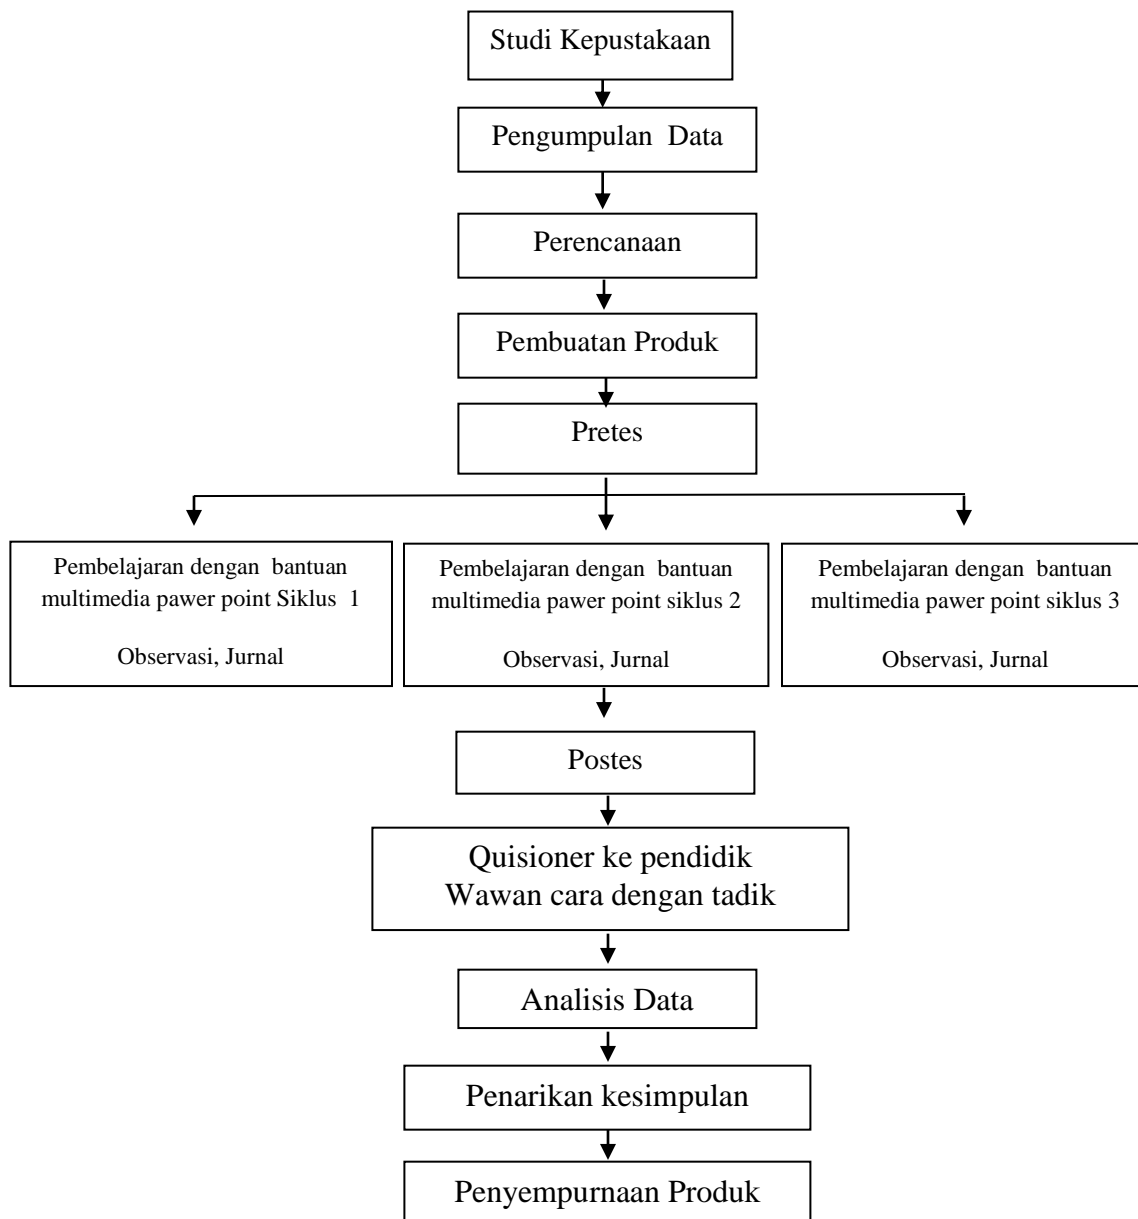 Studi Kepustakaan
Pengumpulan Data
Perencanaan
Pembuatan Produk
Pretes
Pembelajaran dengan bantuan
multimedia pawer point Siklus 1
Observasi, Jurnal
Pembelajaran dengan bantuan
multimedia pawer point siklus 2
Observasi, Jurnal
Pembelajaran dengan bantuan
multimedia pawer point siklus 3
Observasi, Jurnal
Postes
Quisioner ke pendidik
Wawan cara dengan tadik
Analisis Data
Penarikan kesimpulan
Penyempurnaan Produk